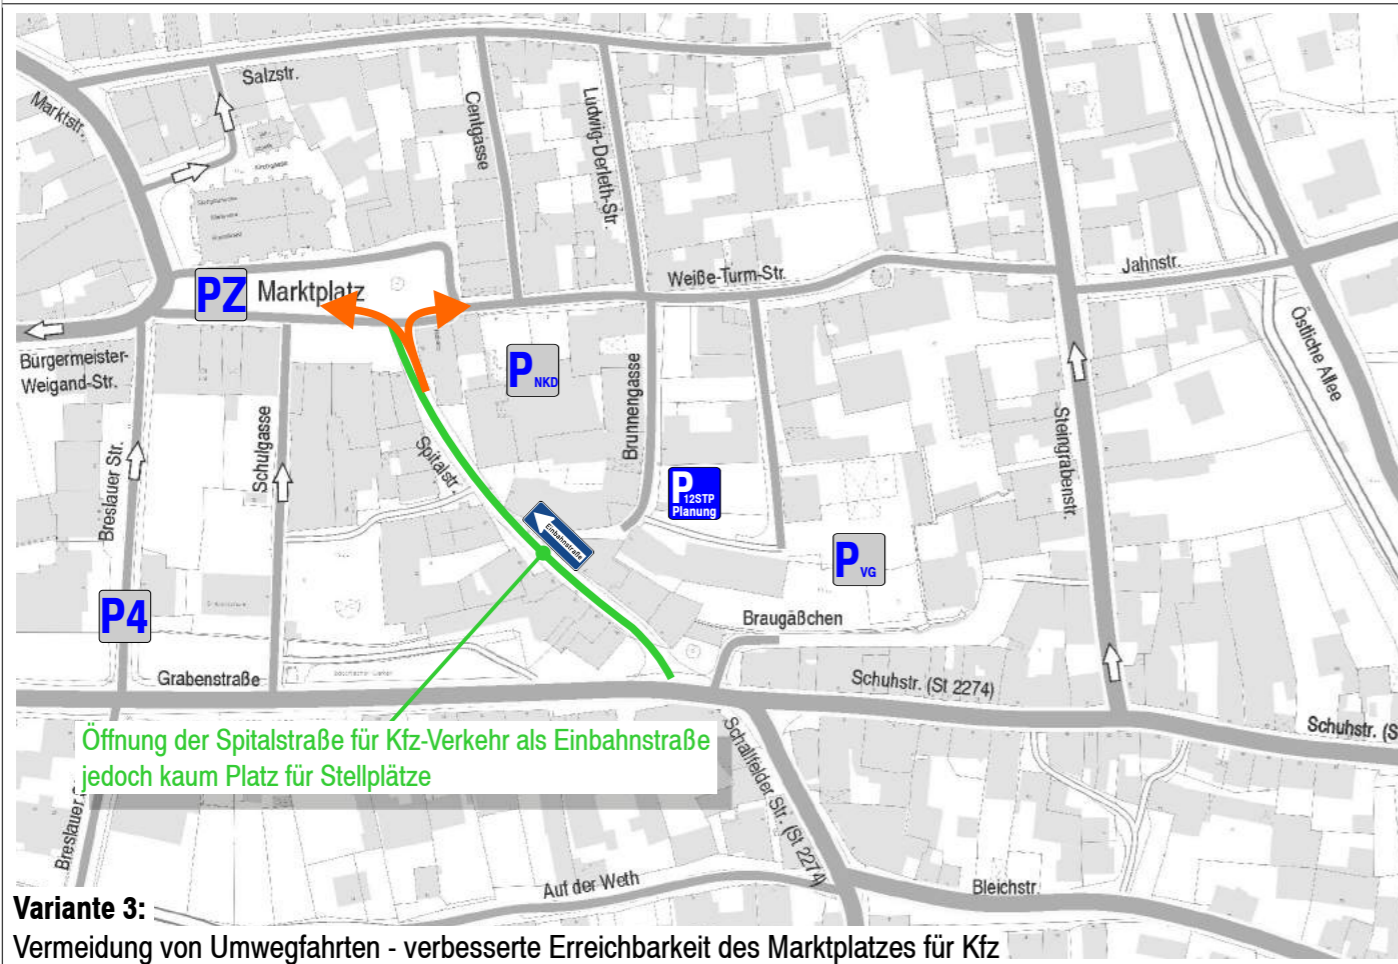 Salzstr.
Marktstr.
Centgasse
Ludwig-Derleth-Str.
Weiße-Turm-Str.
Jahnstr.
PZ
Marktplatz
Östliche Allee
Bürgermeister-
Weigand-Str.
P NKD
Brunnengasse
Steingrabenstr.
Breslauer Str.
Schulgasse
Spitalstr.
P 12STP
Planung
Einbahnstraße
P VG
P4
Braugäßchen
Grabenstraße
Schuhstr. (St 2274)
Schuhstr. (S
Öffnung der Spitalstraße für Kfz-Verkehr als Einbahnstraße
jedoch kaum Platz für Stellplätze
Schallfelder Str. (St 2274)
Breslauer
Auf der Weth
Bleichstr.
Variante 3:
Vermeidung von Umwegfahrten - verbesserte Erreichbarkeit des Marktplatzes für Kfz